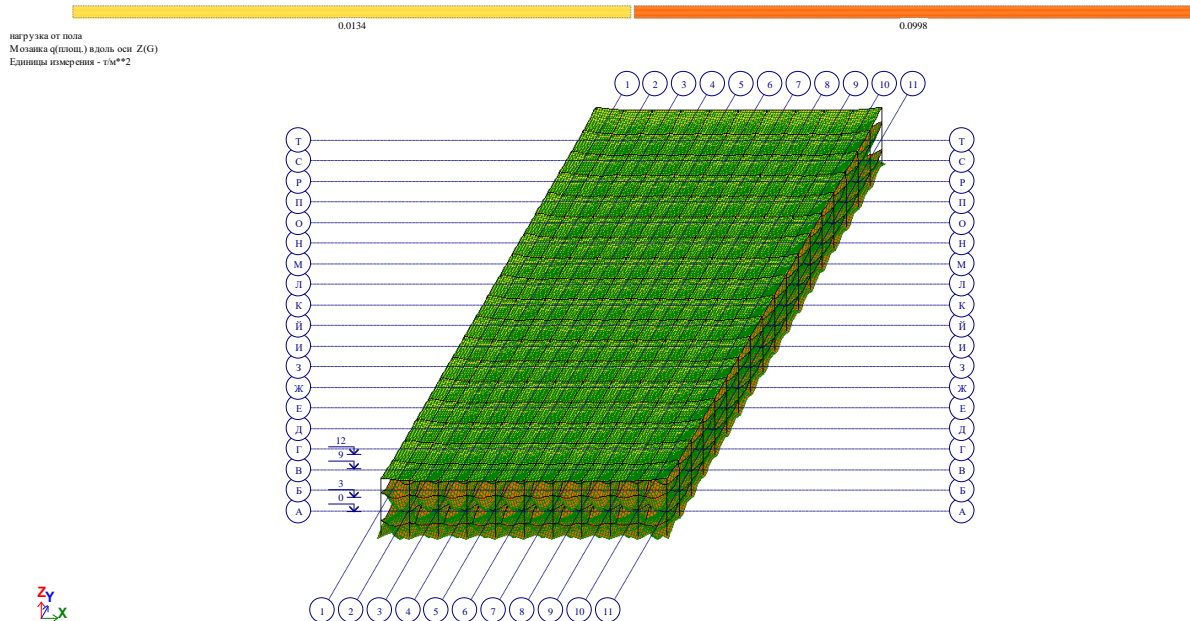 0.0134 0.0998
нагрузка от пола
Мозаика q(площ.) вдоль оси Z(G)
Единицы измерения - т/м**2
1 2 3 4 5 6 7 8 9 10 11
Т Т
С С
Р Р
П П
О О
Н Н
М М
Л Л
К К
Й Й
И И
З З
Ж Ж
Е Е
Д Д
12
Г Г
9
В В
3
Б Б
0
А А
Z
Y
X
1 2 3 4 5 6 7 8 9 10 11